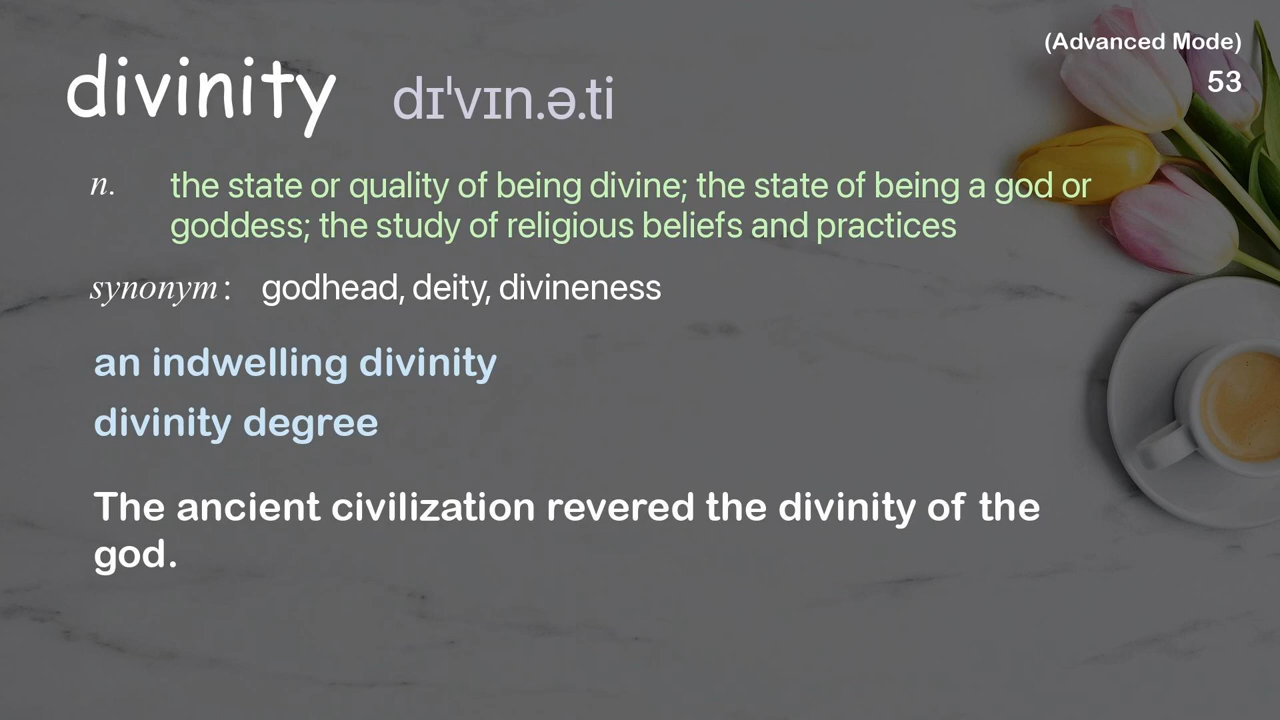 (Advanced Mode)
53
divinity dɪˈvɪn.ə.ti
n. the state or quality of being divine; the state of being a god or
goddess; the study of religious beliefs and practices
synonym: godhead, deity, divineness
an indwelling divinity
divinity degree
The ancient civilization revered the divinity of the
god.